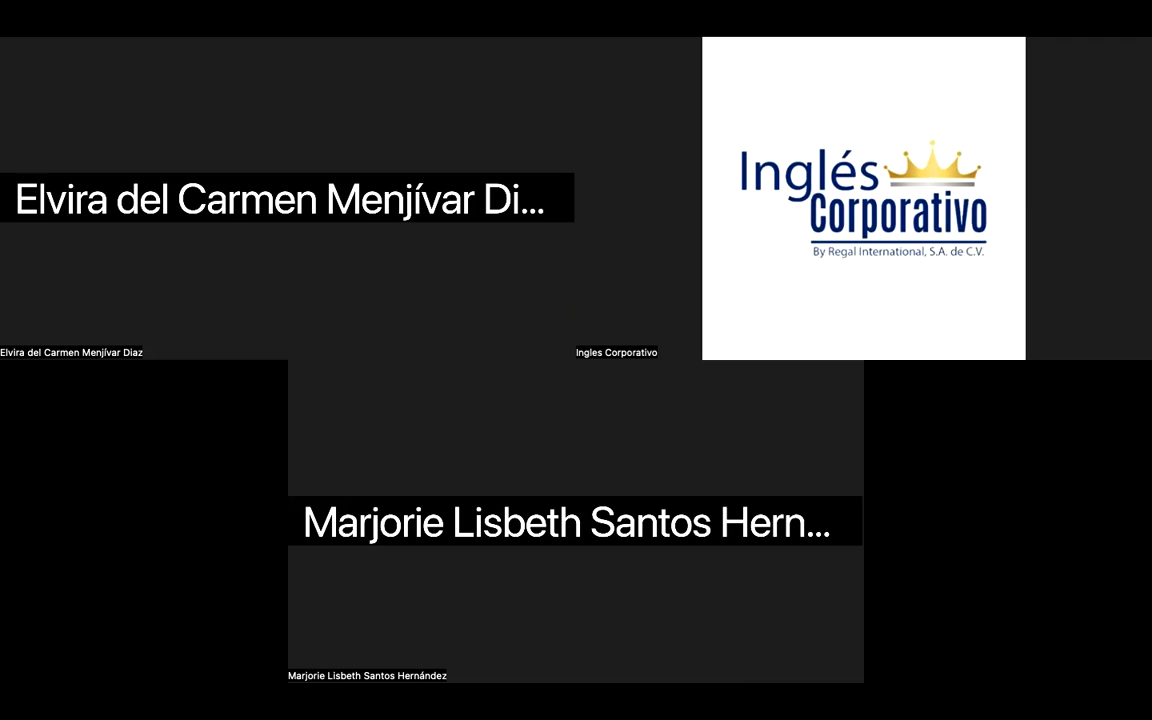 Elvira del Carmen Menjívar Di...
Elvira del Carmen Menjívar Diaz
Inglés
Corporativo
By Regal International, S.A. de C.V.
Ingles Corporativo
Marjorie Lisbeth Santos Hern...
Marjorie Lisbeth Santos Hernández